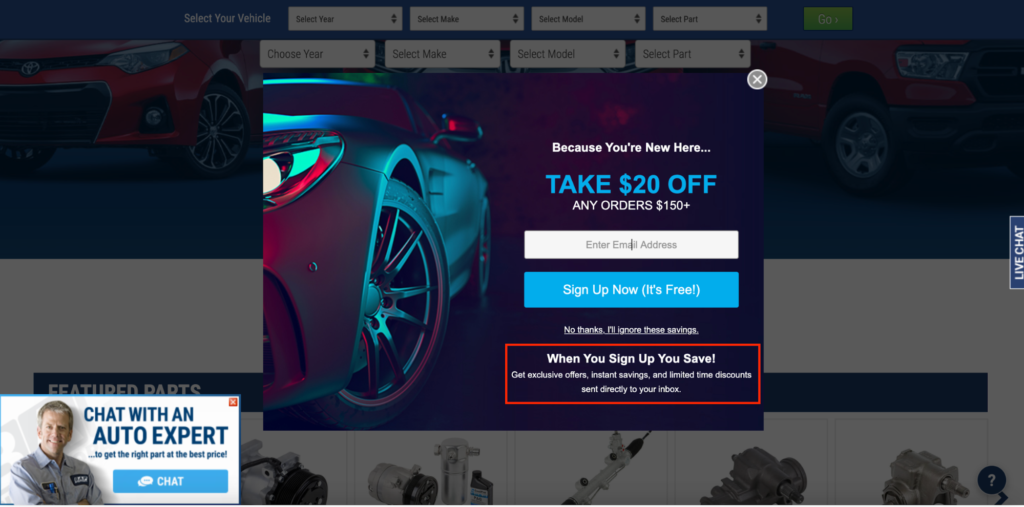 Select Your Vehicle
Select Year
Select Make
Select Model
Select Part
Go ›
Choose Year
Select Make
Select Model
Select Part
Because You're New Here...
TAKE $20 OFF
ANY ORDERS $150+
Enter Email Address
Sign Up Now (It's Free!)
No thanks, I'll ignore these savings.
When You Sign Up You Save!
Get exclusive offers, instant savings, and limited time discounts
sent directly to your inbox.
LIVE CHAT
FEATURED PARTS
CHAT WITH AN
AUTO EXPERT
...to get the right part at the best price!
CHAT
?